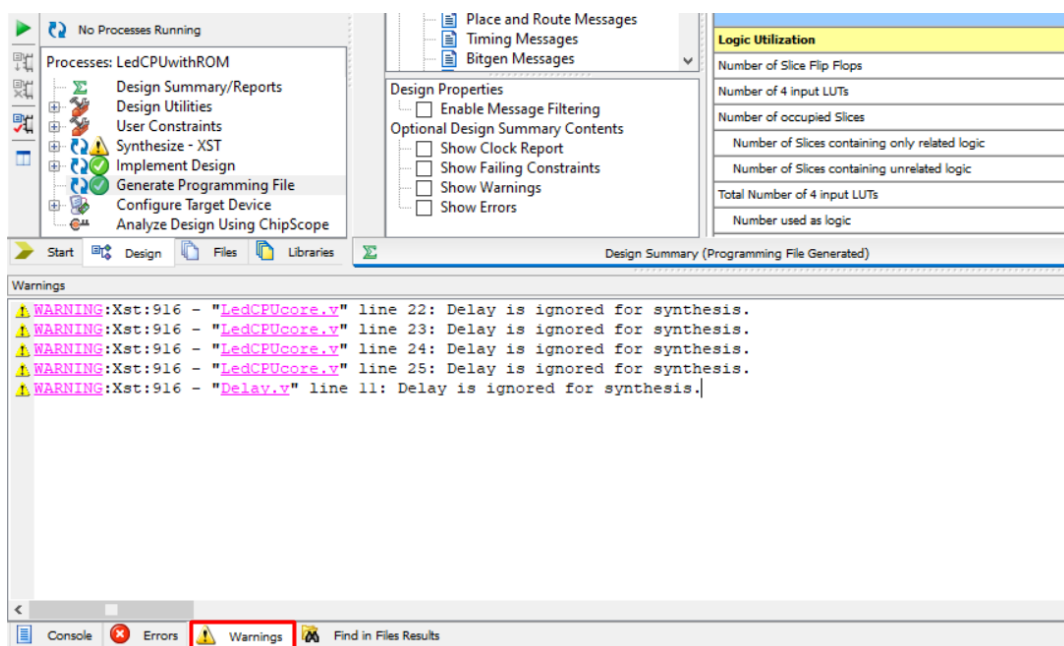 No Processes Running
Processes: LedCPUwithROM
Design Summary/Reports
Design Utilities
User Constraints
Synthesize - XST
Implement Design
Generate Programming File
Configure Target Device
Analyze Design Using ChipScope
Start
Design
Files
Libraries
Place and Route Messages
Timing Messages
Bitgen Messages
Design Properties
Enable Message Filtering
Optional Design Summary Contents
Show Clock Report
Show Failing Constraints
Show Warnings
Show Errors
Logic Utilization
Number of Slice Flip Flops
Number of 4 input LUTs
Number of occupied Slices
Number of Slices containing only related logic
Number of Slices containing unrelated logic
Total Number of 4 input LUTs
Number used as logic
Design Summary (Programming File Generated)
Warnings
WARNING:Xst:916 - "LedCPUcore.v" line 22: Delay is ignored for synthesis.
WARNING:Xst:916 - "LedCPUcore.v" line 23: Delay is ignored for synthesis.
WARNING:Xst:916 - "LedCPUcore.v" line 24: Delay is ignored for synthesis.
WARNING:Xst:916 - "LedCPUcore.v" line 25: Delay is ignored for synthesis.
WARNING:Xst:916 - "Delay.v" line 11: Delay is ignored for synthesis.
Console
Errors
Warnings
Find in Files Results